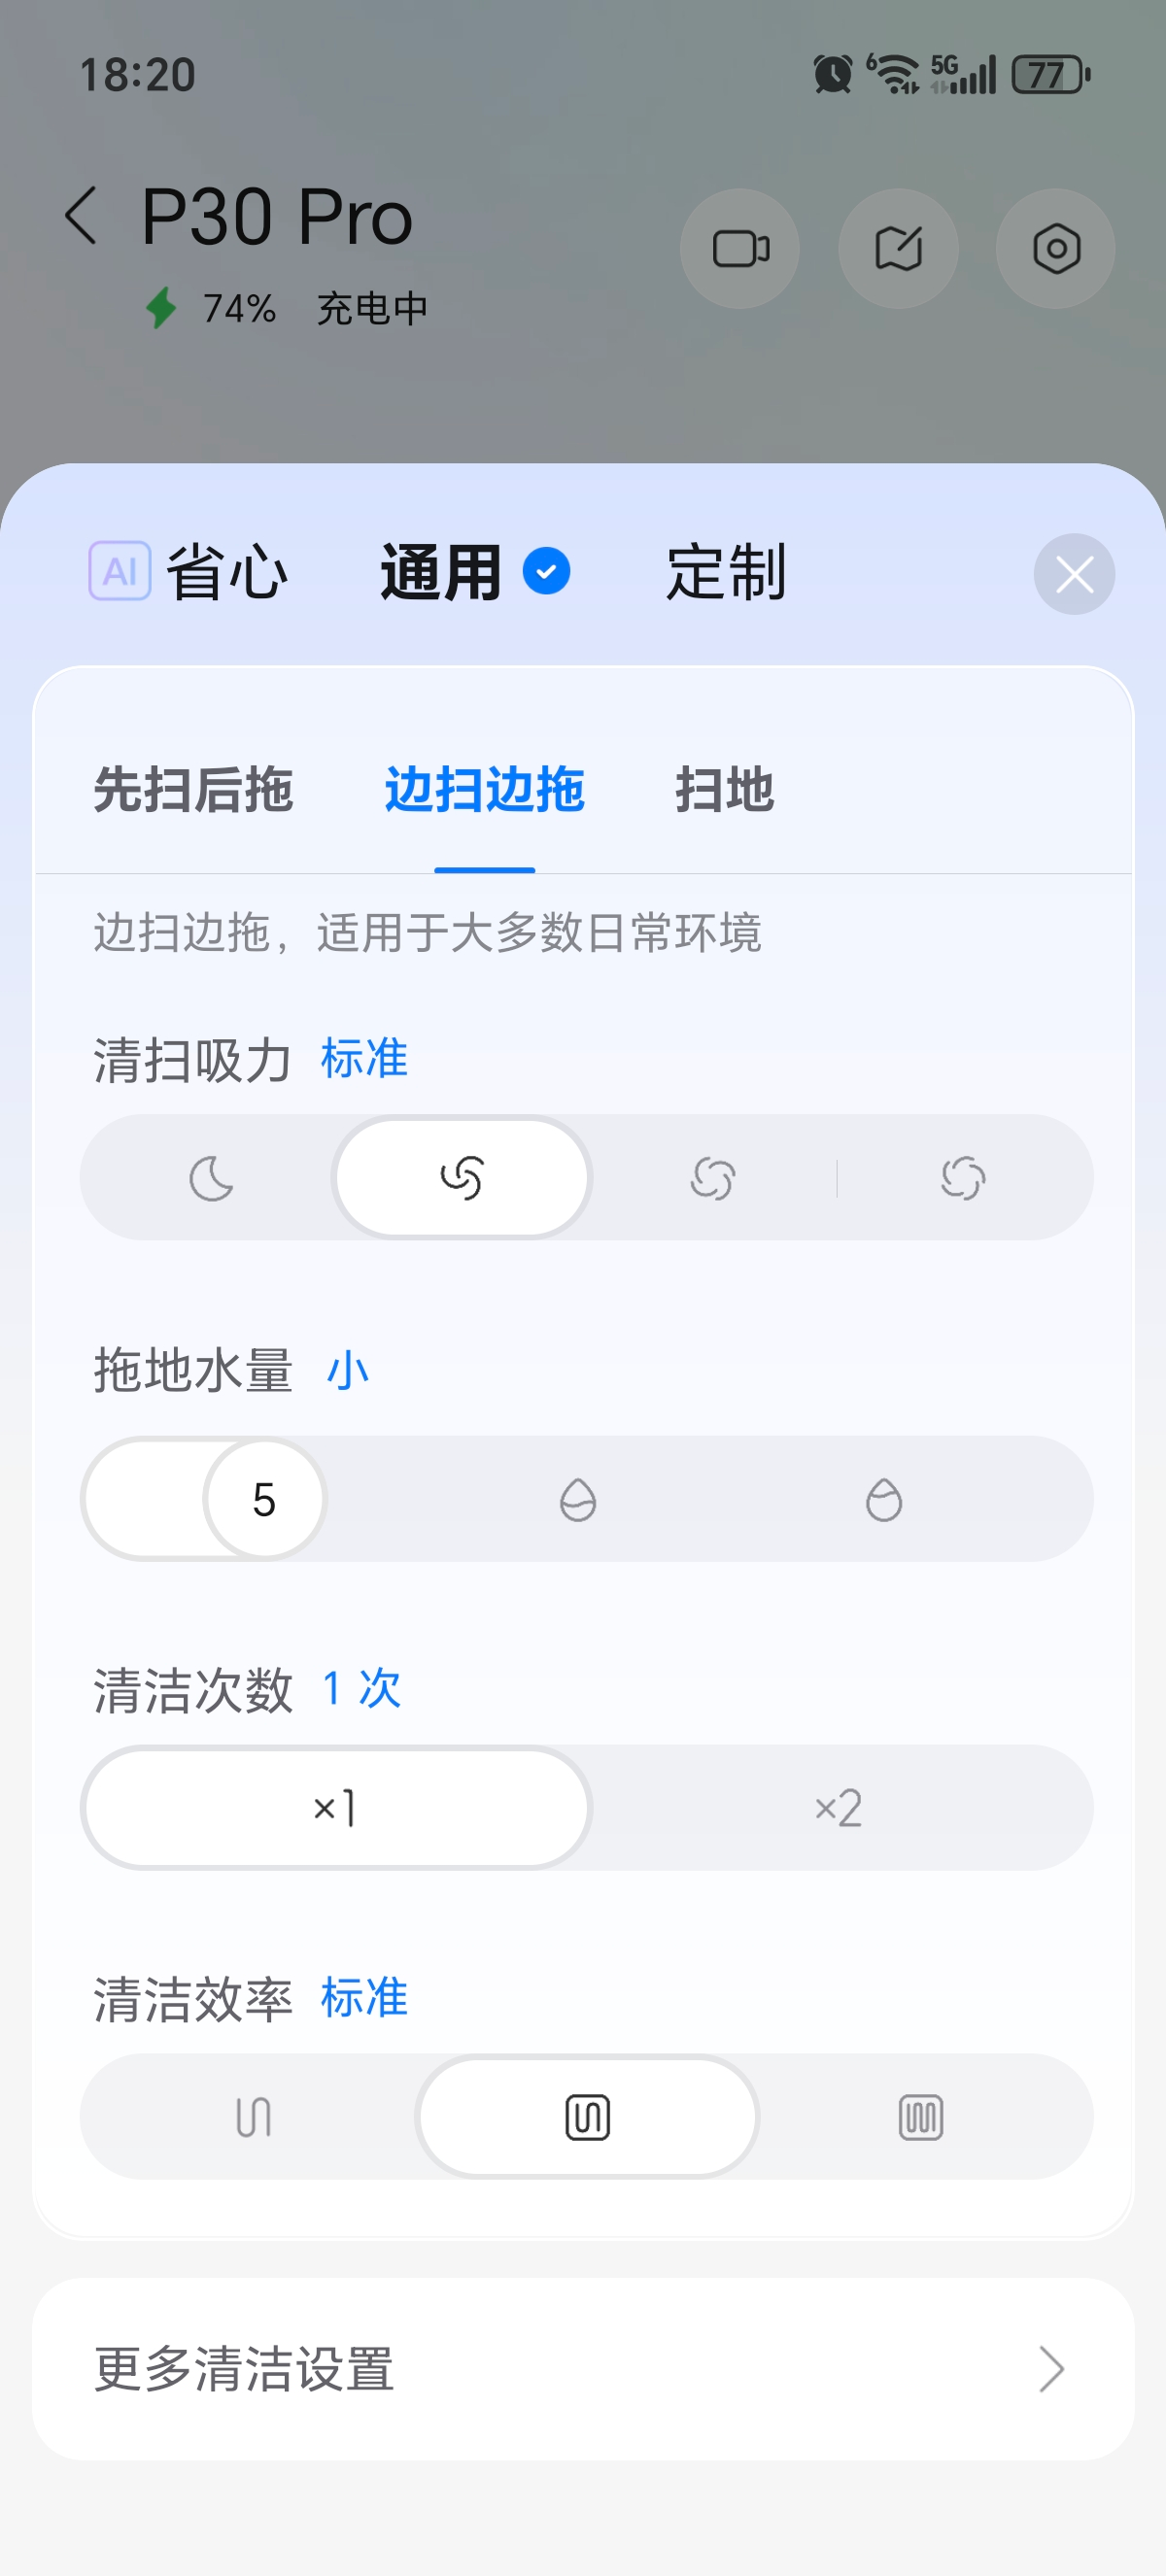 18:20
6 5G 77
P30 Pro
74% 充电中
AI 省心 通用 定制
先扫后拖 边扫边拖 扫地
边扫边拖，适用于大多数日常环境
清扫吸力 标准
拖地水量 小
5
清洁次数 1 次
×1 ×2
清洁效率 标准
更多清洁设置